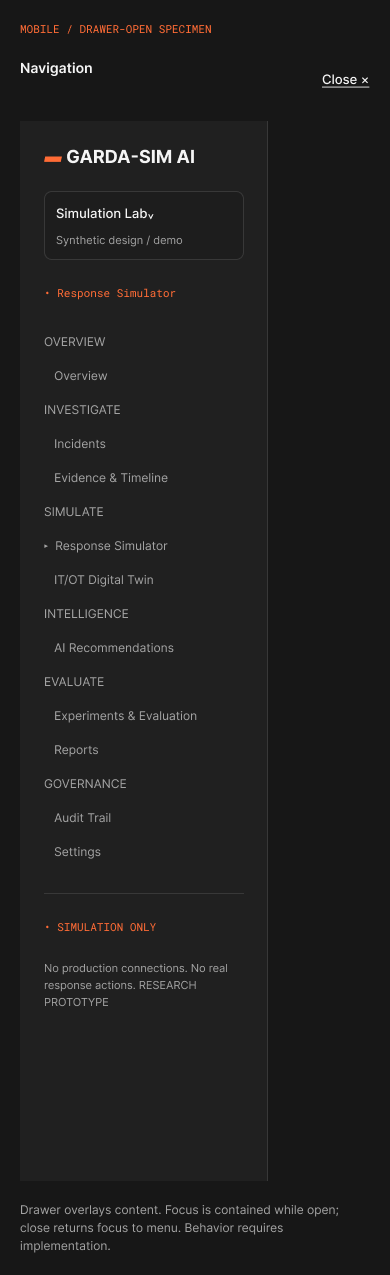 MOBILE / DRAWER-OPEN SPECIMEN
Navigation
Close ×
GARDA-SIM AI
Simulation Lab˅
Synthetic design / demo
• Response Simulator
OVERVIEW
Overview
INVESTIGATE
Incidents
Evidence & Timeline
SIMULATE
▸ Response Simulator
IT/OT Digital Twin
INTELLIGENCE
AI Recommendations
EVALUATE
Experiments & Evaluation
Reports
GOVERNANCE
Audit Trail
Settings
• SIMULATION ONLY
No production connections. No real
response actions. RESEARCH
PROTOTYPE
Drawer overlays content. Focus is contained while open;
close returns focus to menu. Behavior requires
implementation.